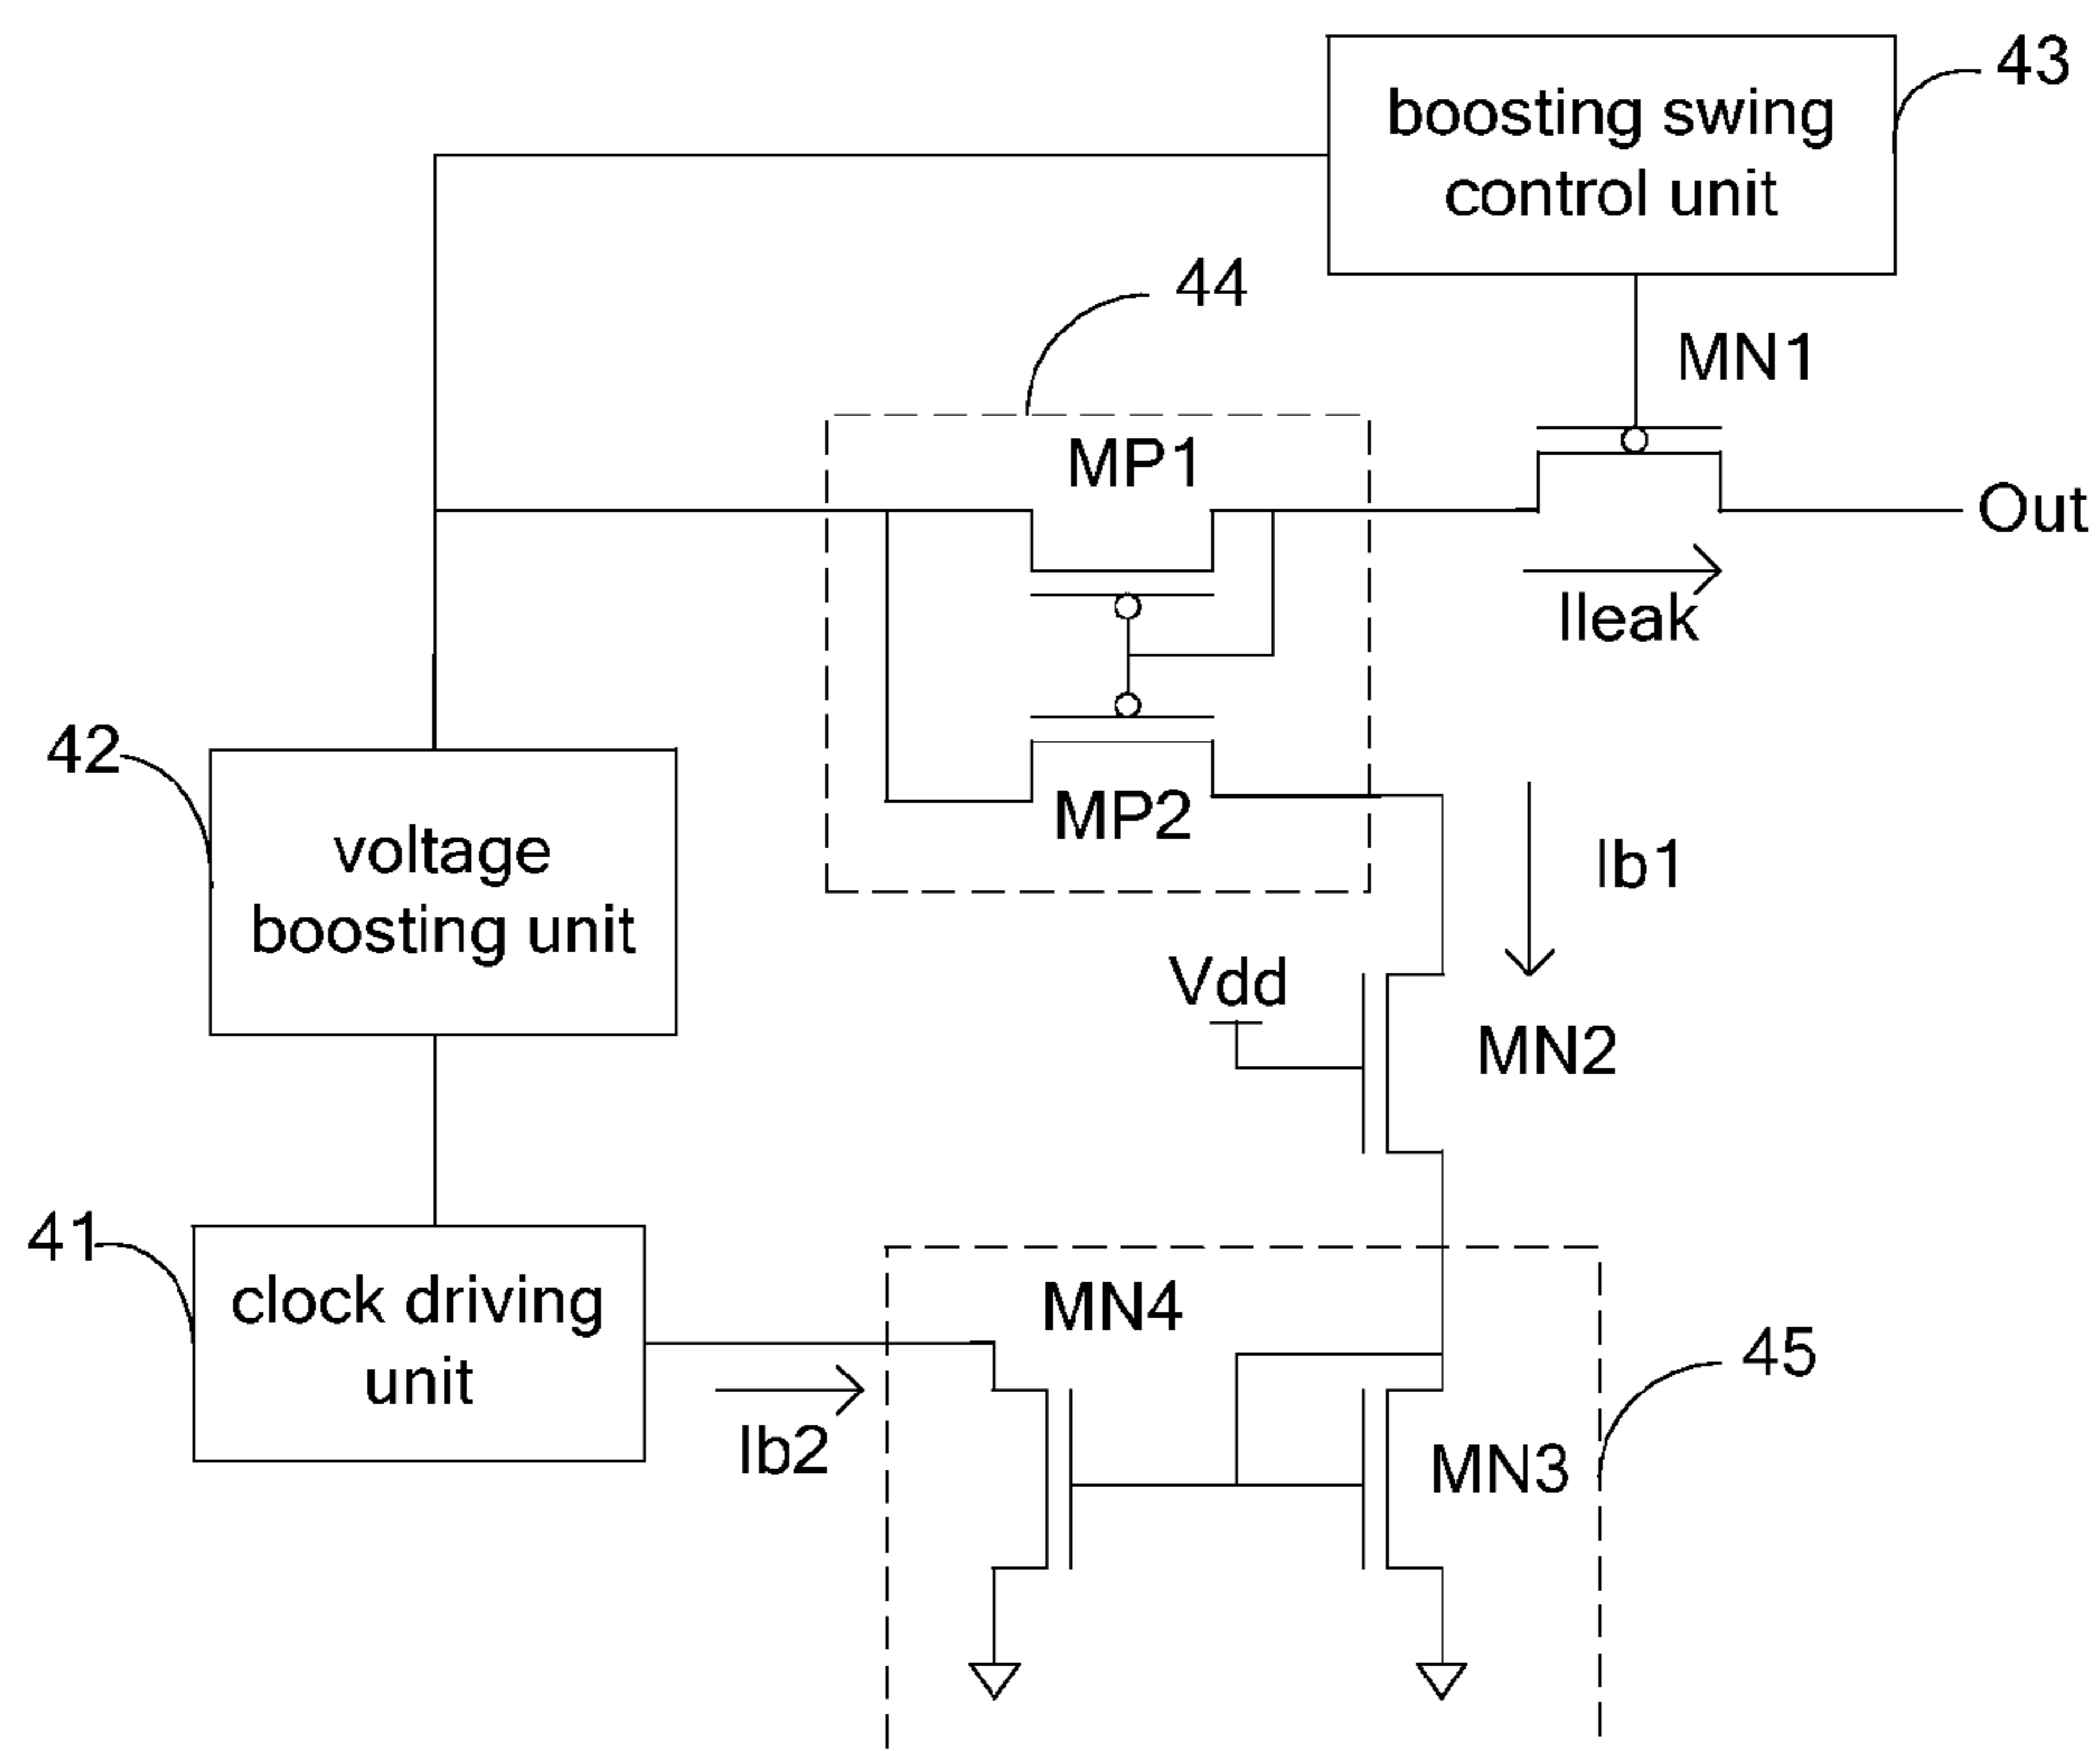 43
boosting swing
control unit
44
MN1
MP1
Out
Ileak
42
MP2
voltage
boosting unit
Ib1
Vdd
MN2
41
clock driving
unit
MN4
45
Ib2
MN3